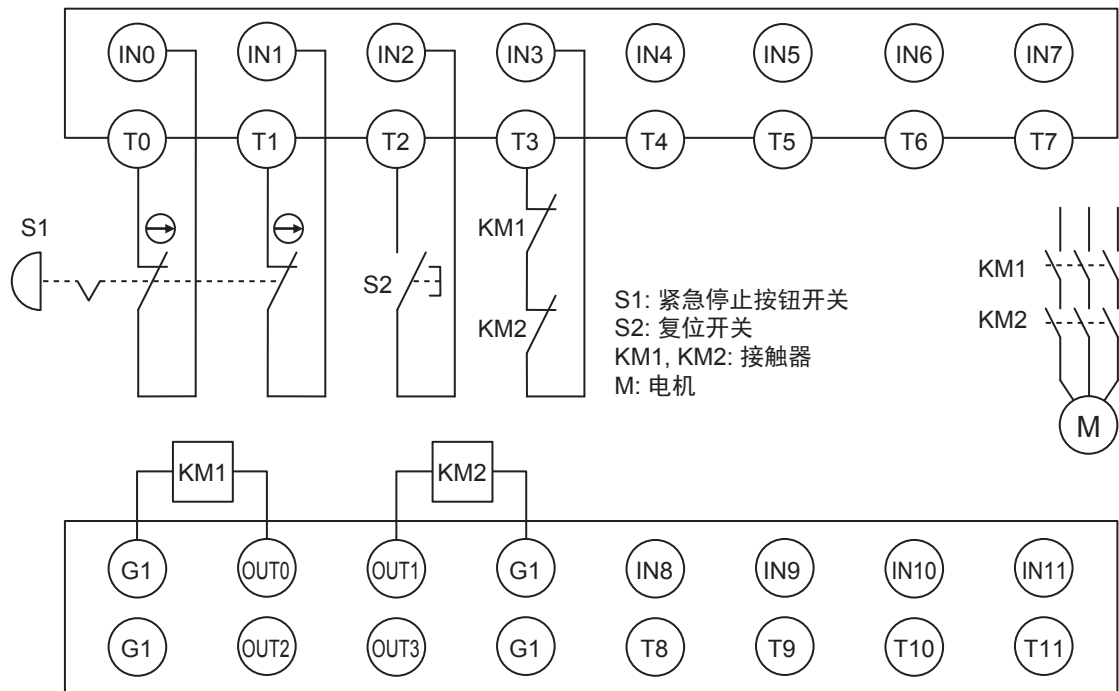 IN0 IN1 IN2 IN3 IN4 IN5 IN6 IN7
T0 T1 T2 T3 T4 T5 T6 T7
S1
KM1
S2
KM2
KM1
KM2
S1: 紧急停止按钮开关
S2: 复位开关
KM1, KM2: 接触器
M: 电机
M
KM1 KM2
G1 OUT0 OUT1 G1 IN8 IN9 IN10 IN11
G1 OUT2 OUT3 G1 T8 T9 T10 T11